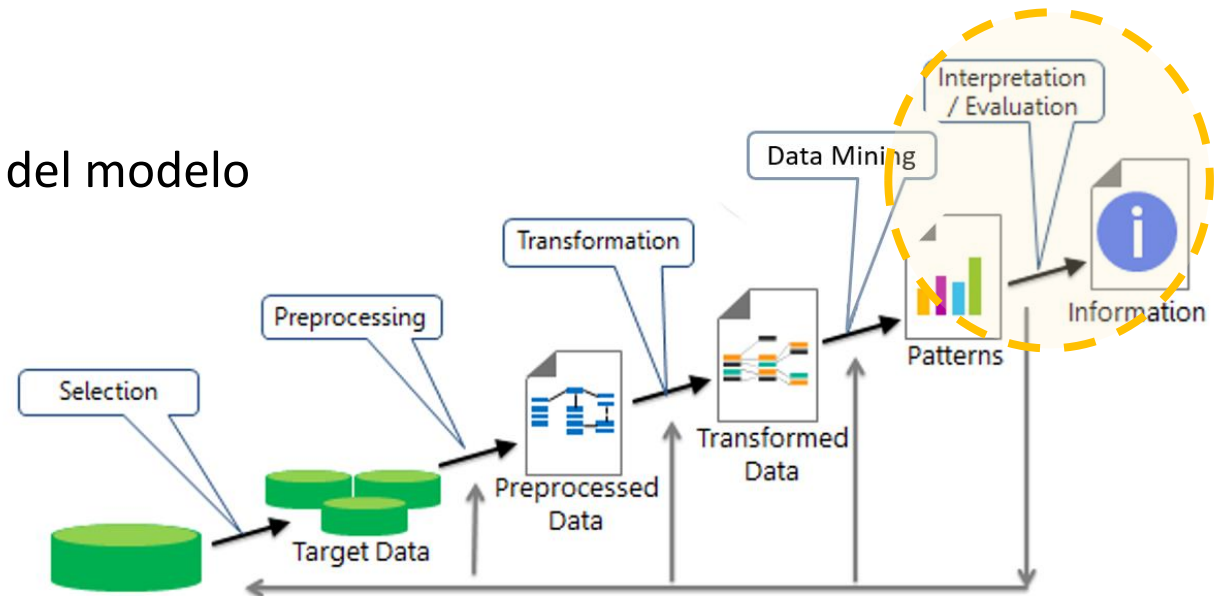 Interpretation
/ Evaluation
del modelo
Data Mining
Transformation
Preprocessing
Information
Patterns
Selection
Transformed
Data
Preprocessed
Data
Target Data